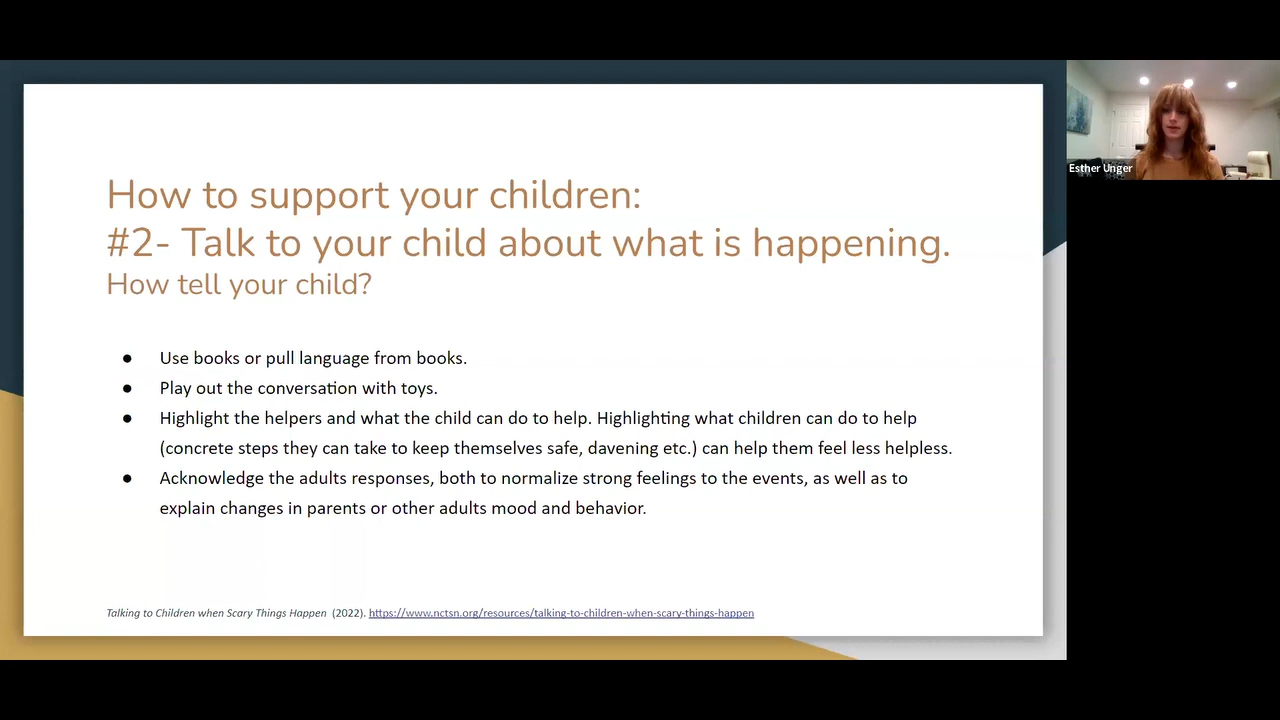 How to support your children:
#2- Talk to your child about what is happening.
How tell your child?
● Use books or pull language from books.
● Play out the conversation with toys.
● Highlight the helpers and what the child can do to help. Highlighting what children can do to help
(concrete steps they can take to keep themselves safe, davening etc.) can help them feel less helpless.
● Acknowledge the adults responses, both to normalize strong feelings to the events, as well as to
explain changes in parents or other adults mood and behavior.
Talking to Children when Scary Things Happen (2022). https://www.nctsn.org/resources/talking-to-children-when-scary-things-happen
Esther Unger